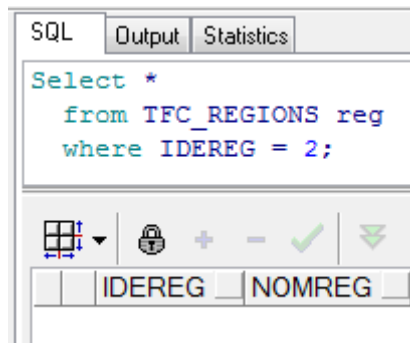 SQL Output Statistics
Select *
from TFC_REGIONS reg
where IDEREG = 2;
IDEREG NOMREG